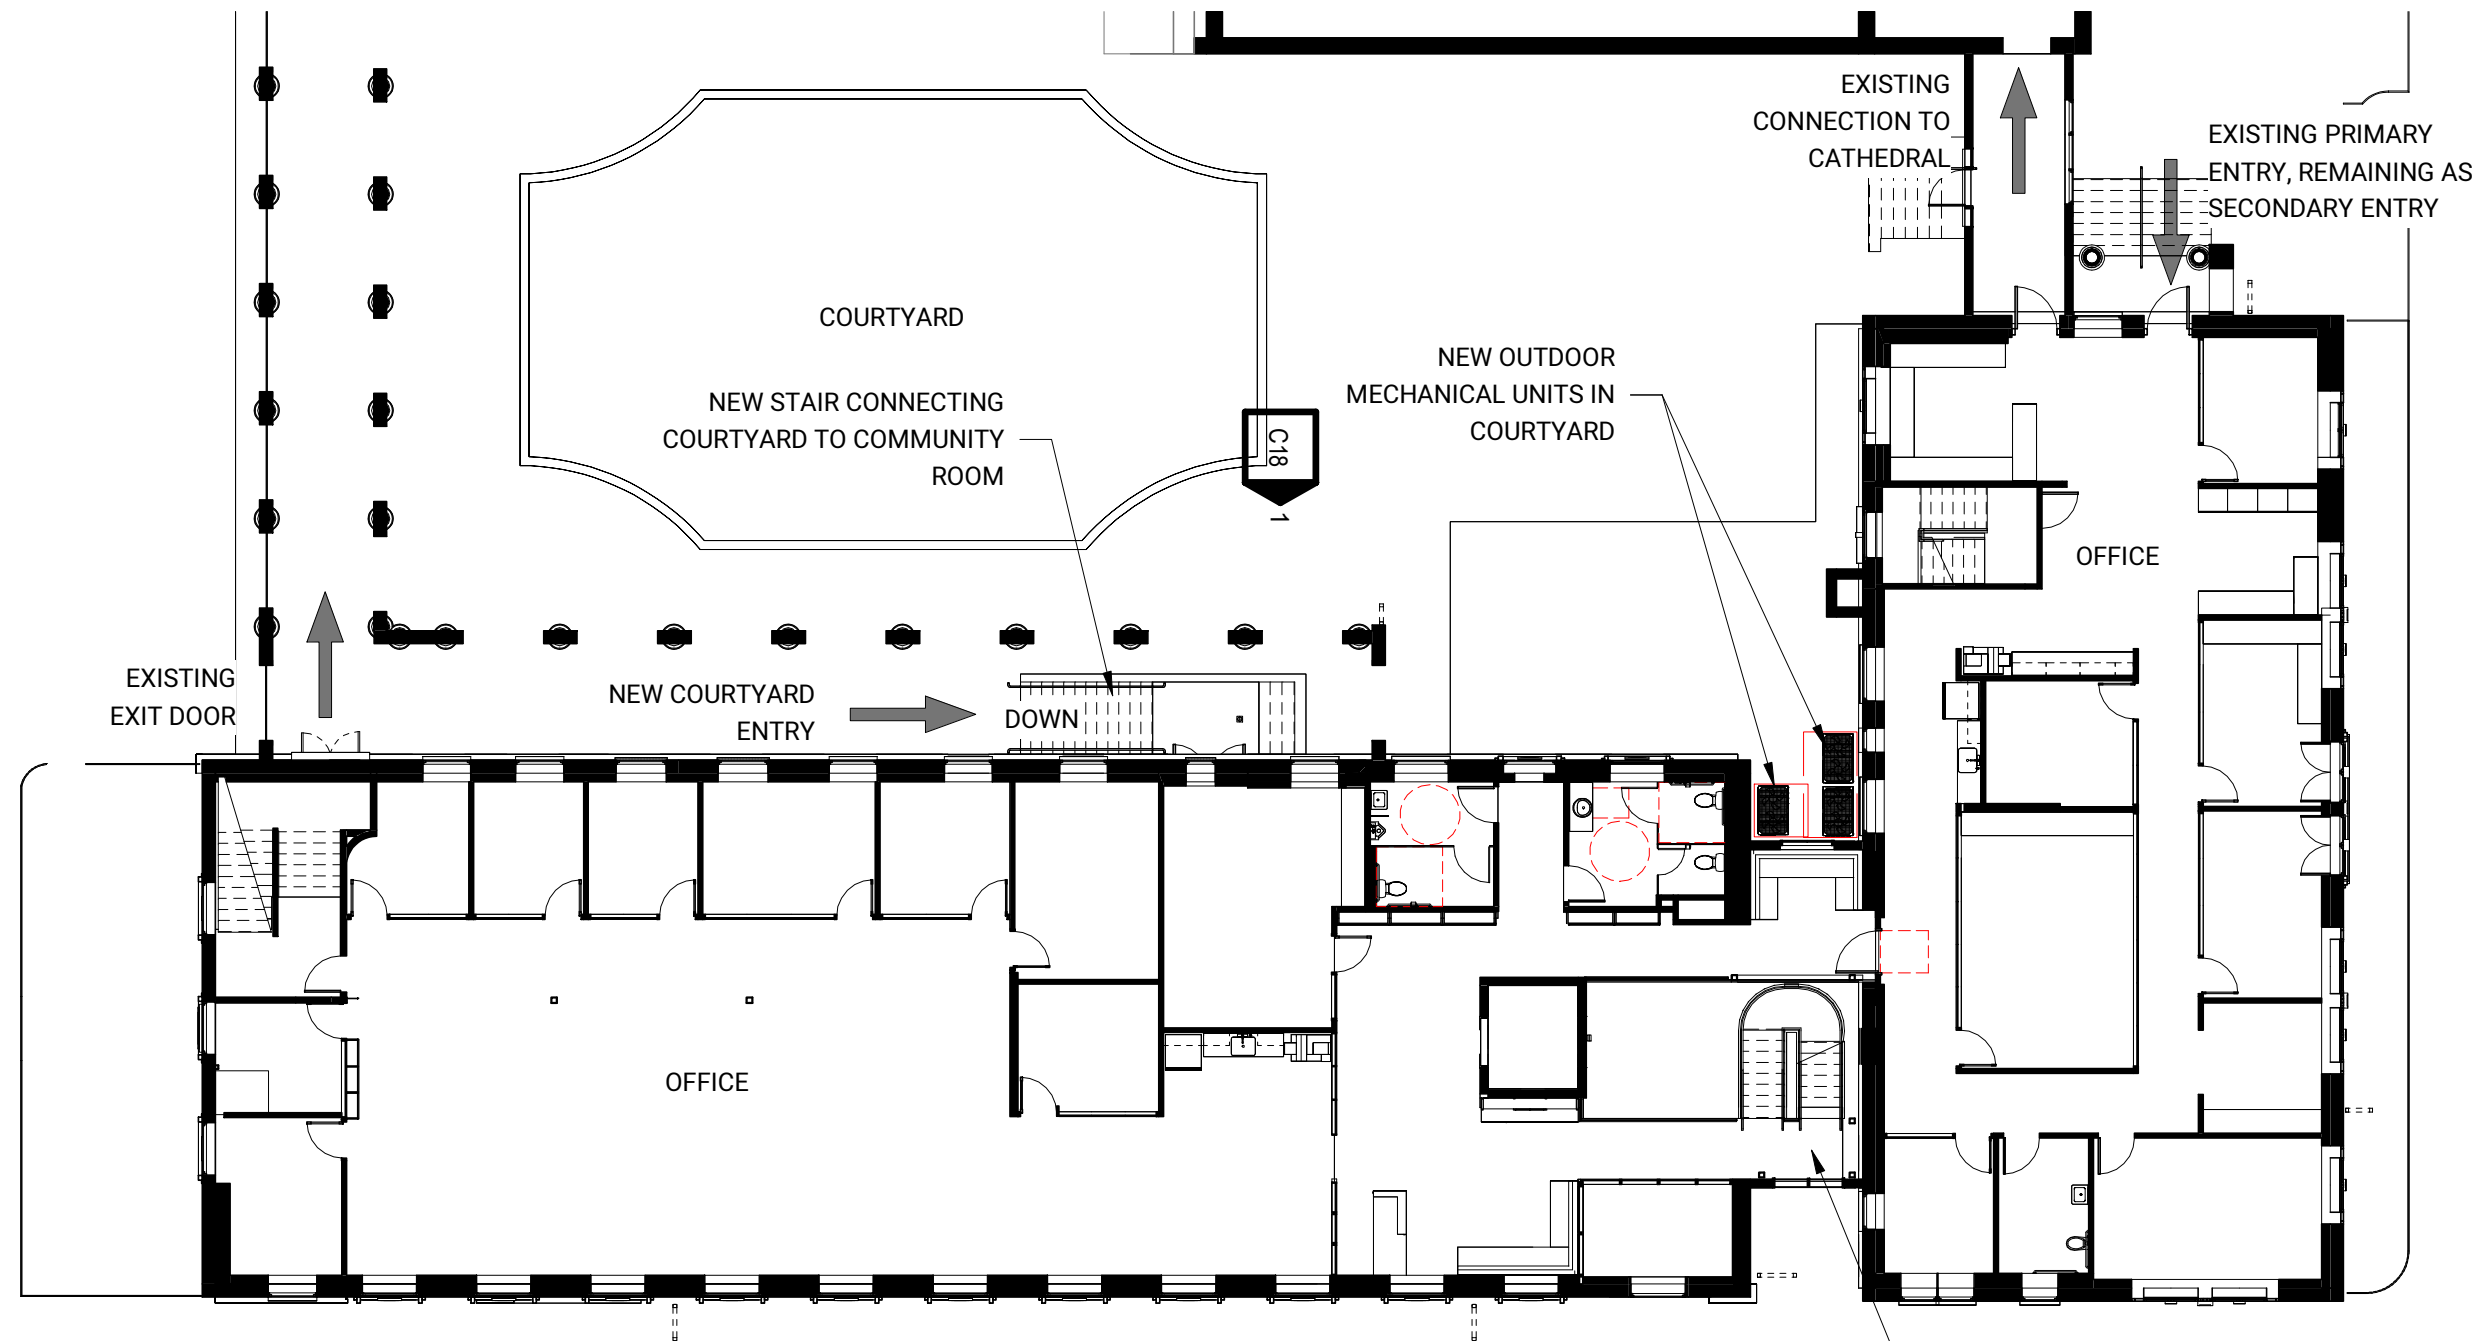 EXISTING
CONNECTION TO
CATHEDRAL
EXISTING PRIMARY
ENTRY, REMAINING AS
SECONDARY ENTRY
COURTYARD
NEW OUTDOOR
MECHANICAL UNITS IN
COURTYARD
NEW STAIR CONNECTING
COURTYARD TO COMMUNITY
ROOM
C18
1
OFFICE
EXISTING
EXIT DOOR
NEW COURTYARD
ENTRY
DOWN
OFFICE